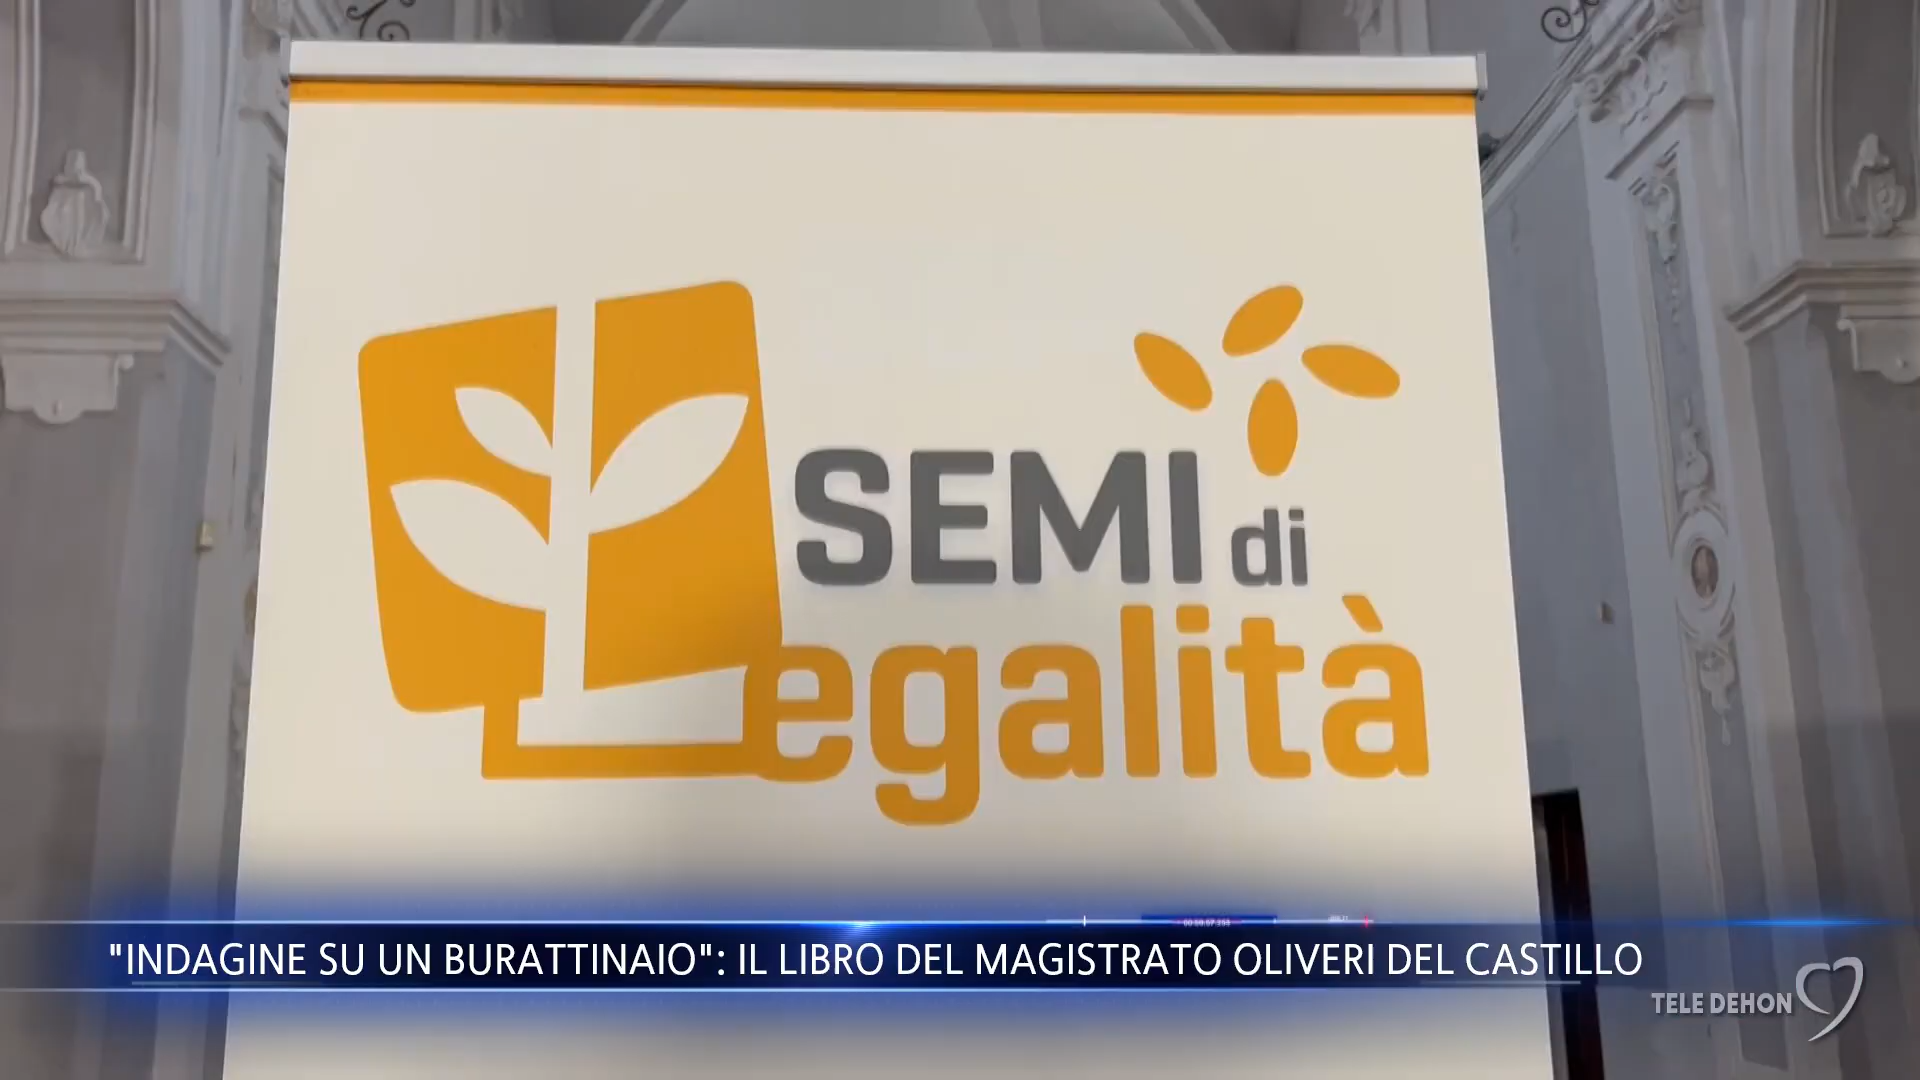 SEMI di
Legalità
"INDAGINE SU UN BURATTINAIO": IL LIBRO DEL MAGISTRATO OLIVERI DEL CASTILLO
TELE DEHON